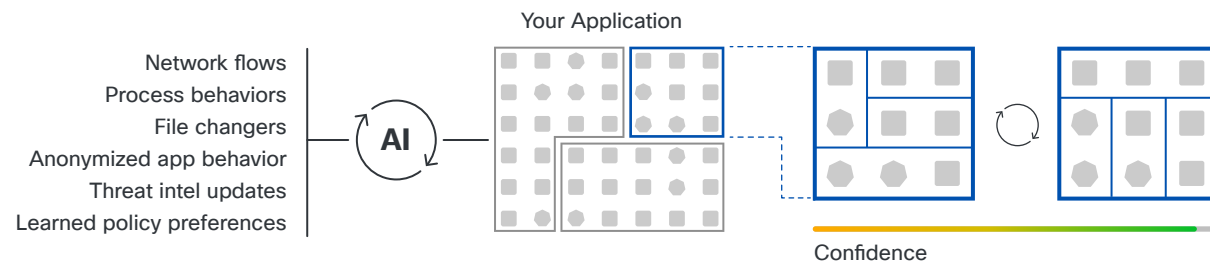 Your Application
Network flows
Process behaviors
File changers
Anonymized app behavior
Threat intel updates
Learned policy preferences
AI
Confidence